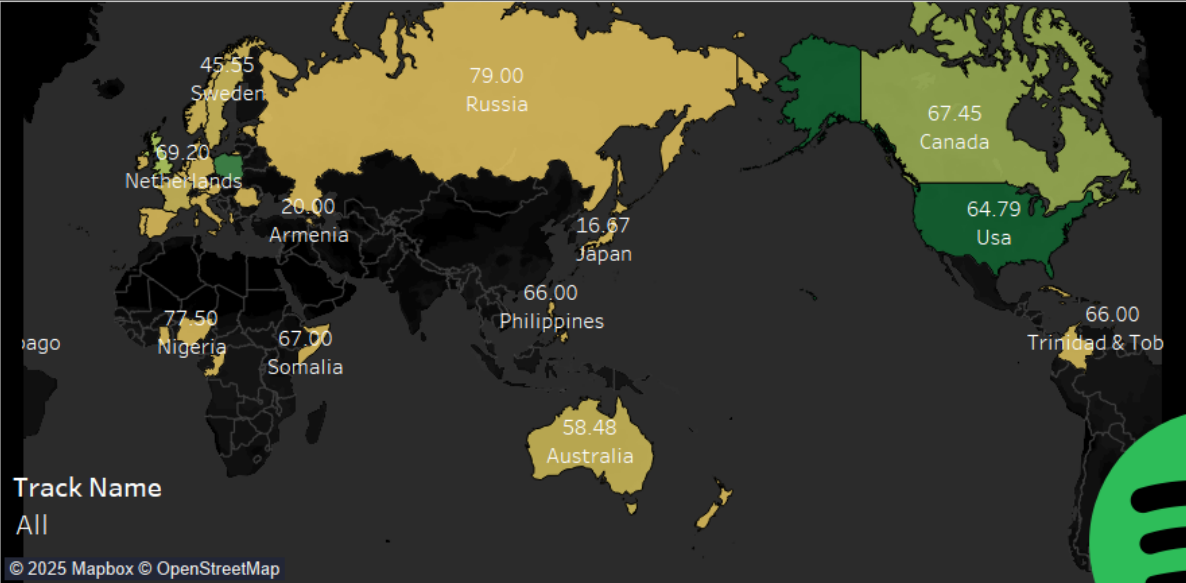 45.55
Sweden
79.00
Russia
67.45
Canada
69.20
Netherlands
64.79
Usa
20.00
Armenia
16.67
Japan
66.00
Philippines
66.00
Trinidad & Tob
77.50
Nigeria
67.00
Somalia
bago
58.48
Australia
Track Name
All
© 2025 Mapbox © OpenStreetMap